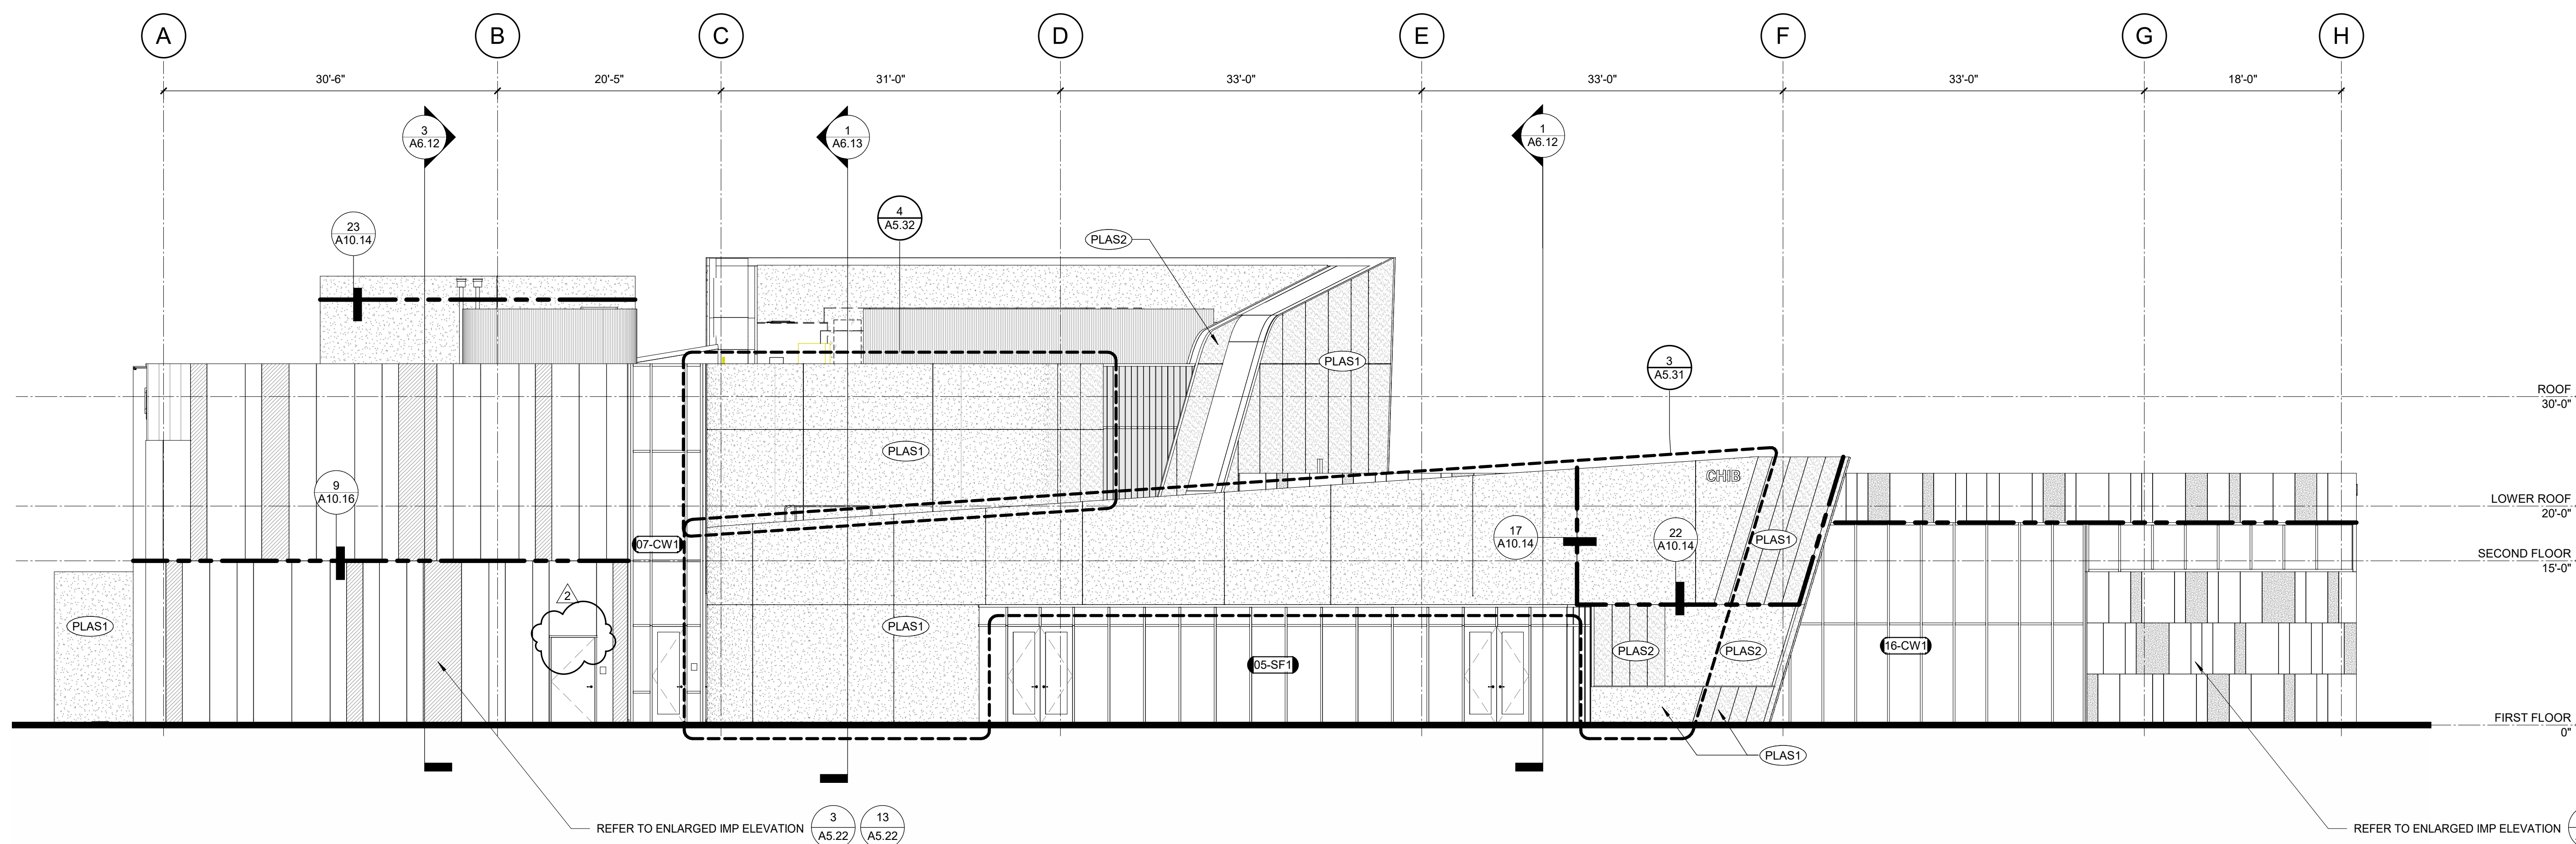 A
B
C
D
E
F
G
H
30'-6"
20'-5"
31'-0"
33'-0"
33'-0"
33'-0"
18'-0"
3
A6.12
1
A6.13
1
A6.12
4
A5.32
23
A10.14
PLAS2
PLAS1
3
A5.31
ROOF
30'-0"
PLAS1
CHIB
9
A10.16
LOWER ROOF
20'-0"
07-CW1
17
A10.14
22
A10.14
PLAS1
SECOND FLOOR
15'-0"
2
PLAS1
PLAS1
05-SF1
PLAS2
PLAS2
16-CW1
FIRST FLOOR
0"
PLAS1
REFER TO ENLARGED IMP ELEVATION
3
A5.22
13
A5.22
REFER TO ENLARGED IMP ELEVATION